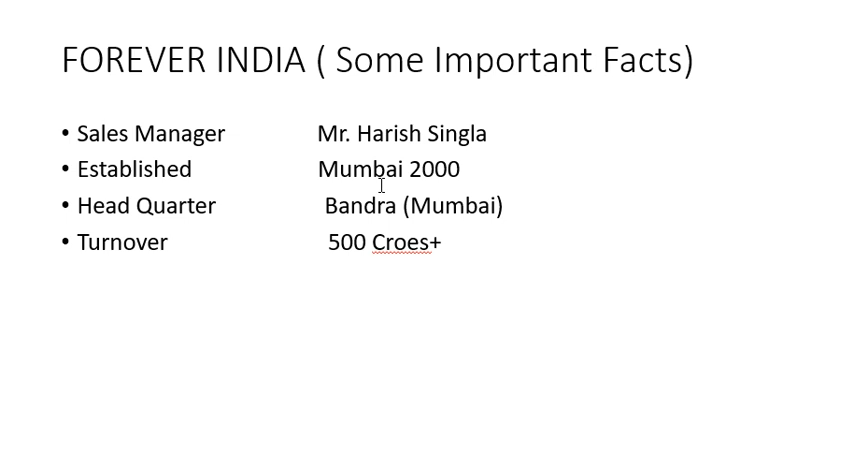 FOREVER INDIA ( Some Important Facts)
• Sales Manager Mr. Harish Singla
• Established Mumbai 2000
• Head Quarter Bandra (Mumbai)
• Turnover 500 Croes+